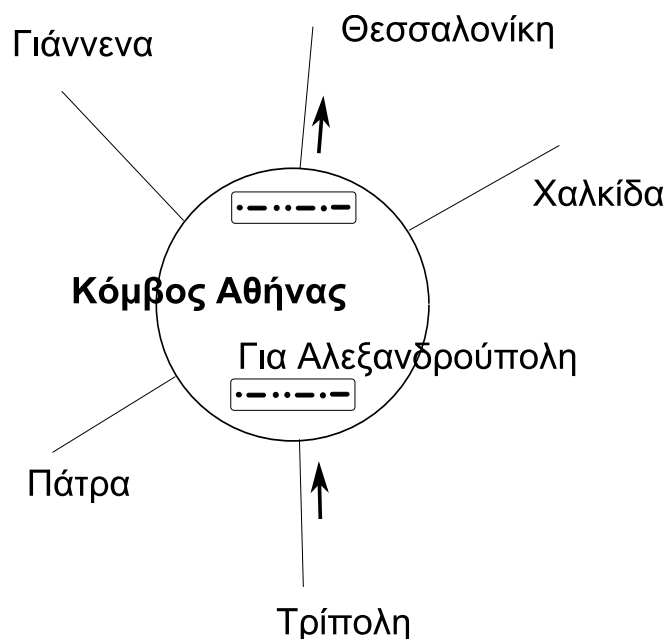 Θεσσαλονίκη
Γιάννενα
Χαλκίδα
Κόμβος Αθήνας
Για Αλεξανδρούπολη
Πάτρα
Τρίπολη